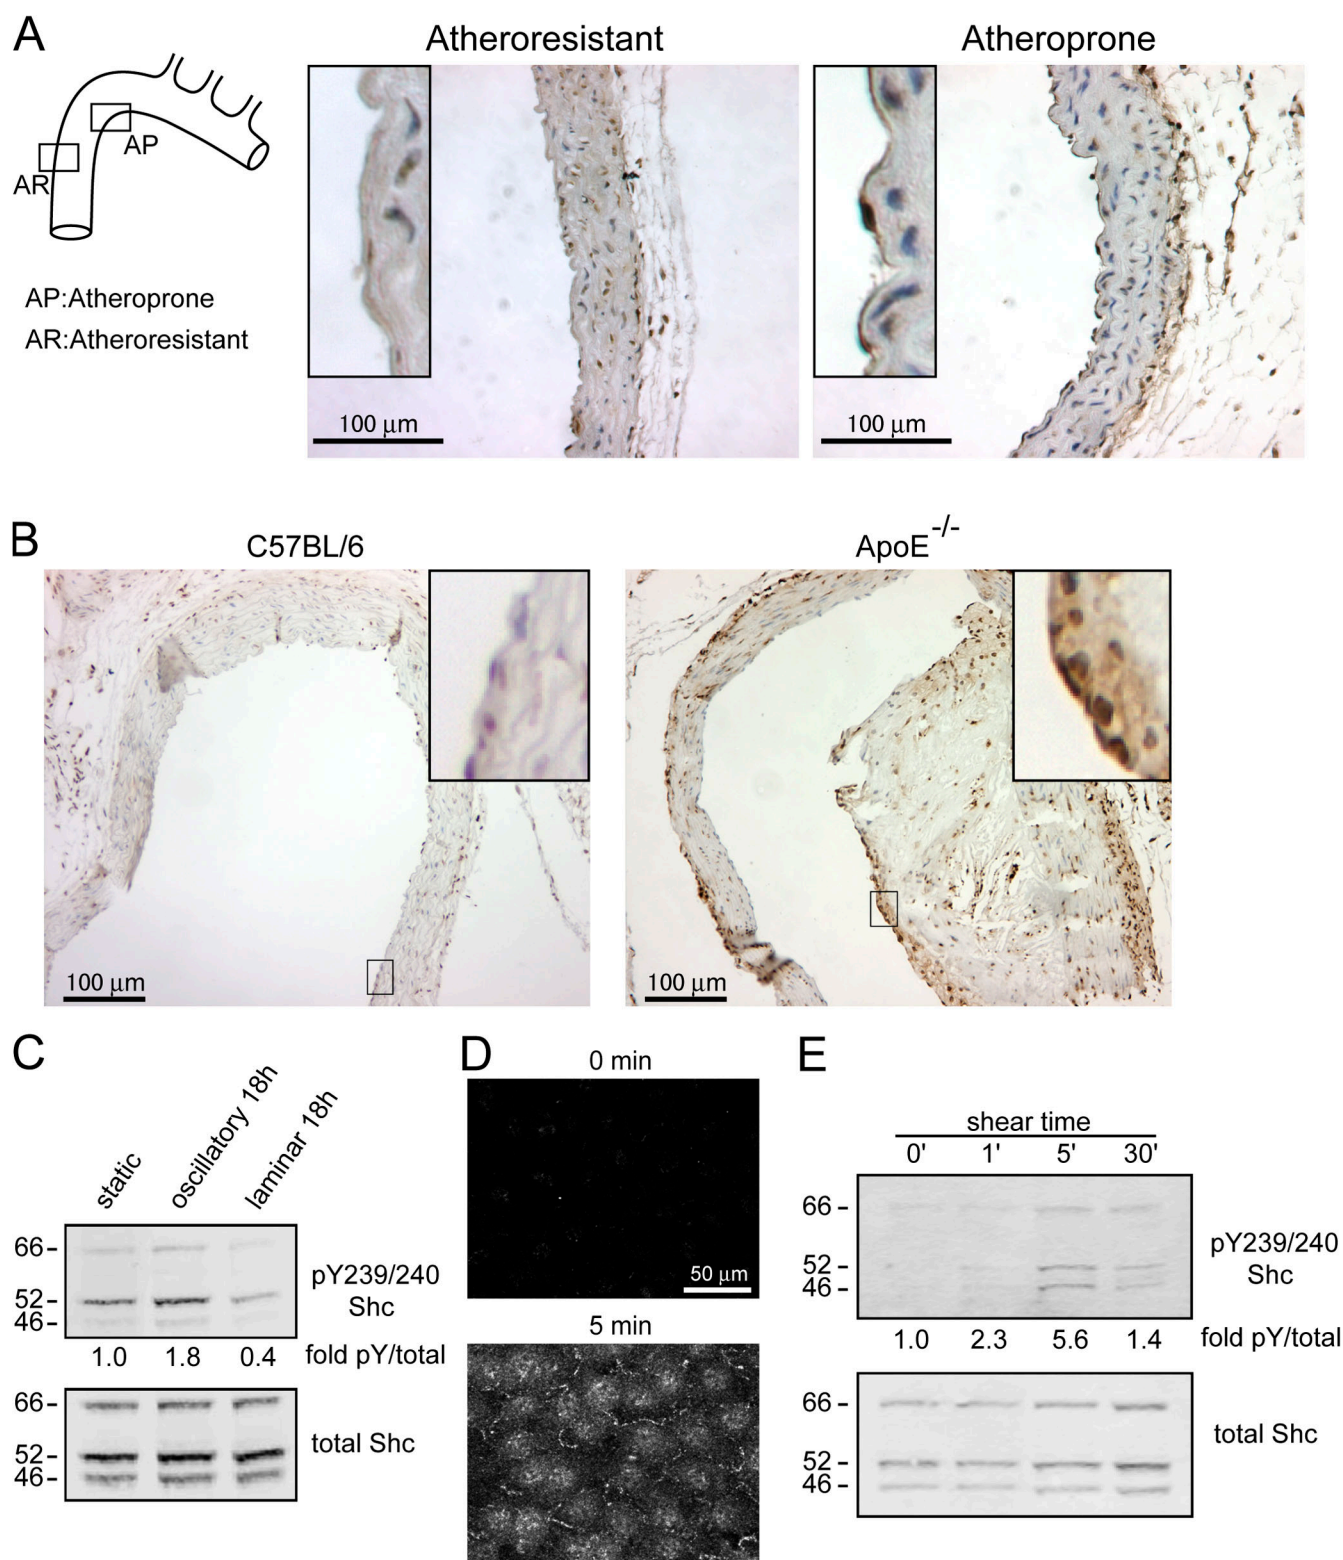 A
Atheroresistant
Atheroprone
AP
AR
AP:Atheroprone
AR:Atheroresistant
100 μm
100 μm
B
C57BL/6
ApoE-/-
100 μm
100 μm
C
static
oscillatory 18h
laminar 18h
66
52
46
pY239/240
Shc
1.0 1.8 0.4 fold pY/total
66
52
46
total Shc
D
0 min
50 μm
5 min
E
shear time
0' 1' 5' 30'
66
52
46
pY239/240
Shc
1.0 2.3 5.6 1.4 fold pY/total
66
52
46
total Shc